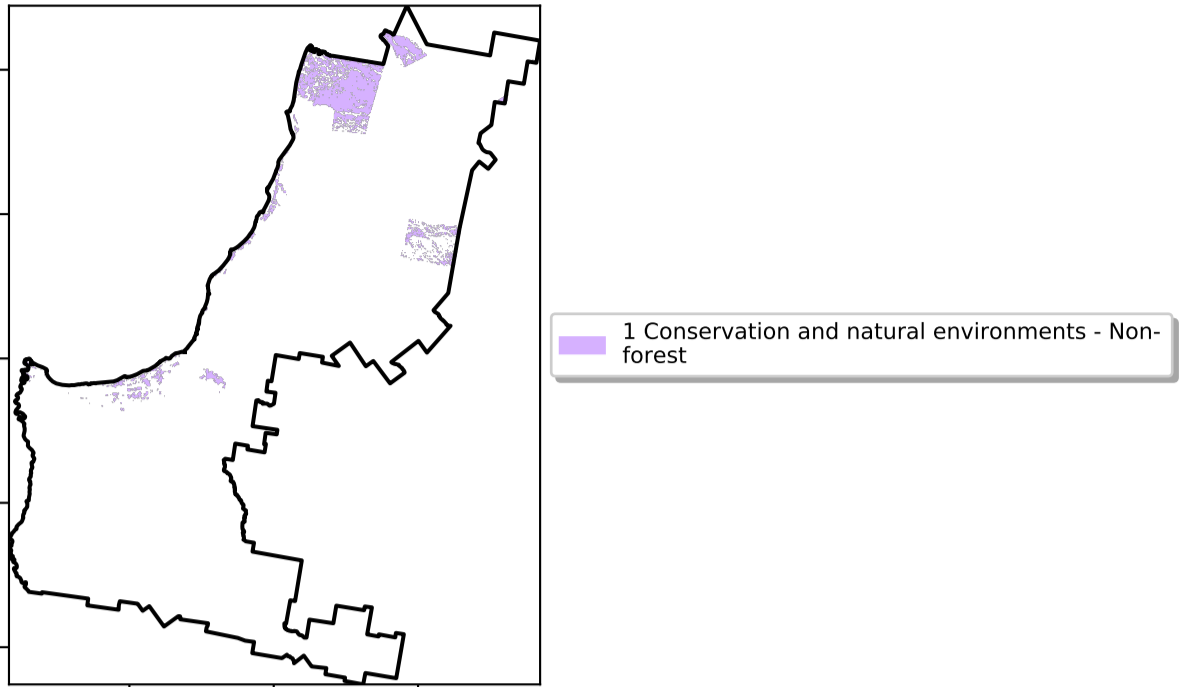 1 Conservation and natural environments - Non-
forest